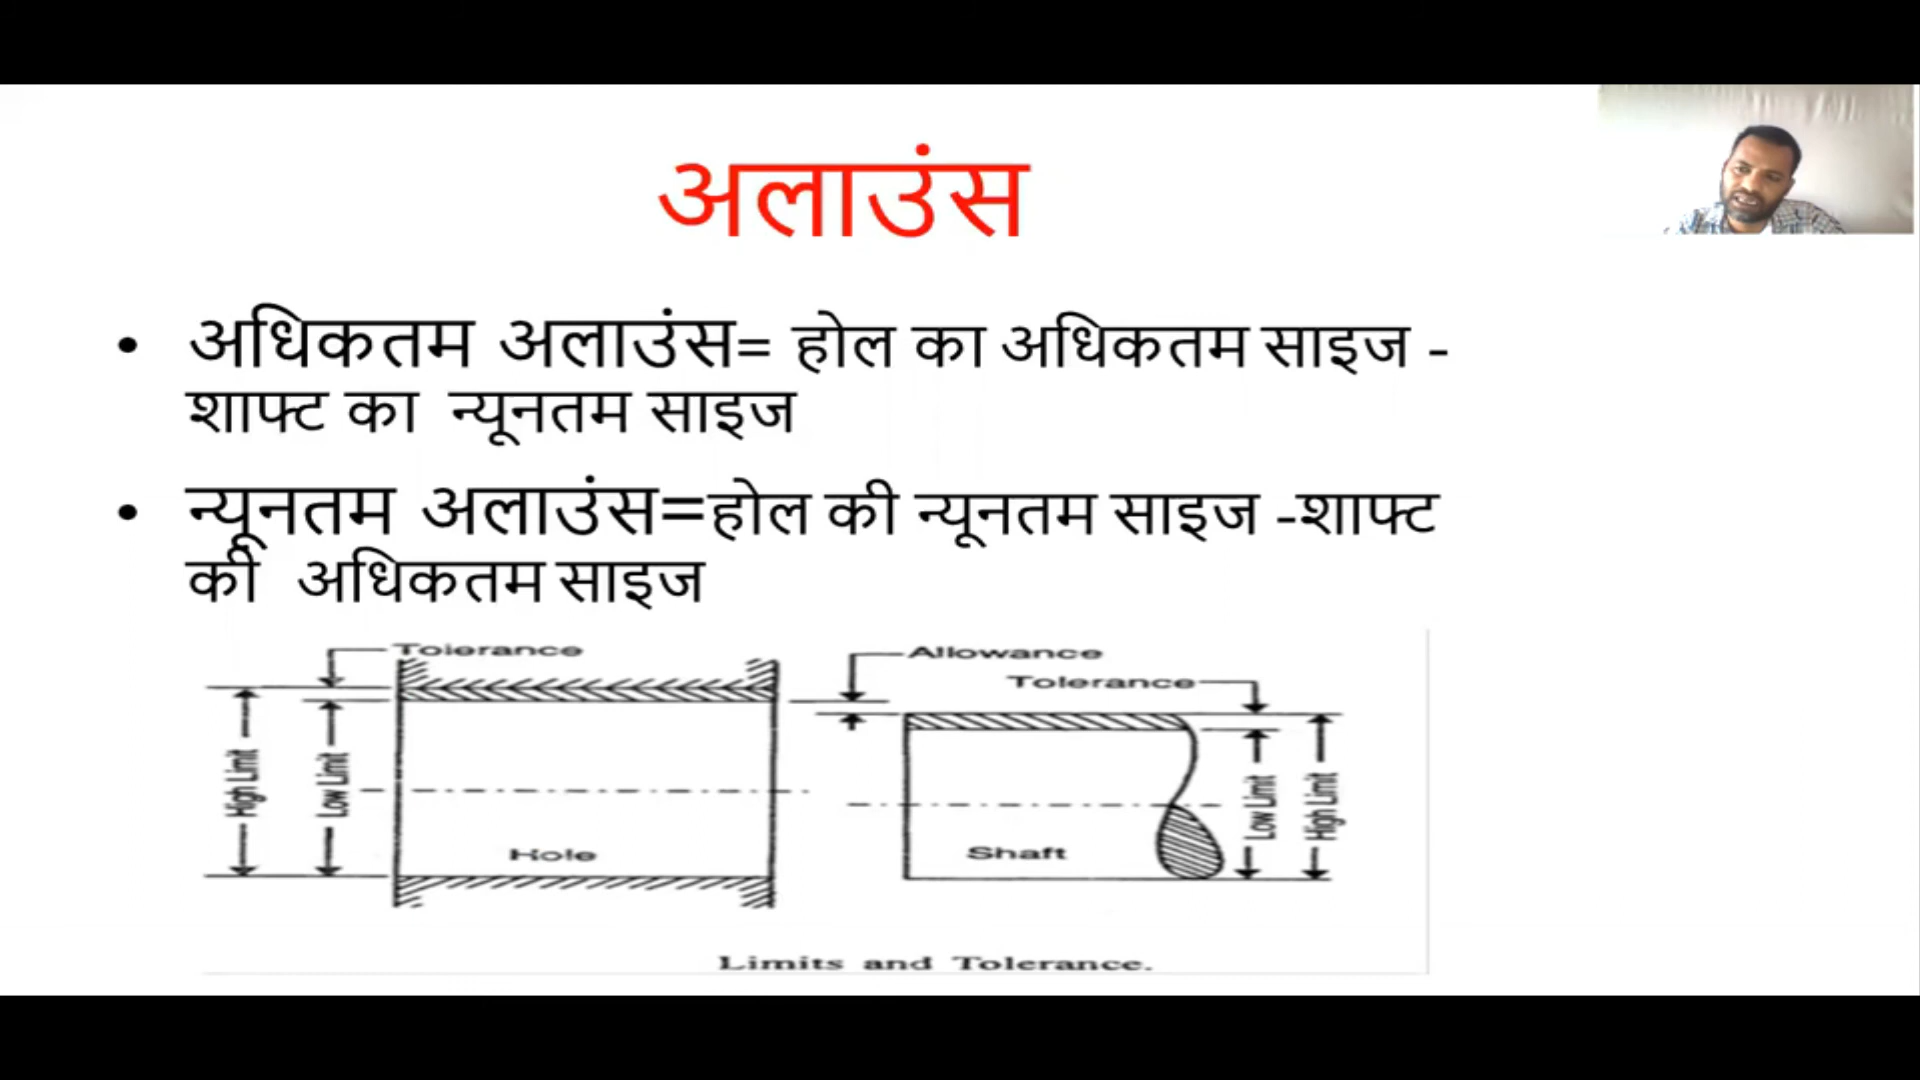 अलाउंस
• अधिकतम अलाउंस= होल का अधिकतम साइज -
शाफ्ट का न्यूनतम साइज
• न्यूनतम अलाउंस=होल की न्यूनतम साइज -शाफ्ट
की अधिकतम साइज
Tolerance
Allowance
Tolerance
High Limit
Low Limit
Low Limit
High Limit
Hole
Shaft
Limits and Tolerance.